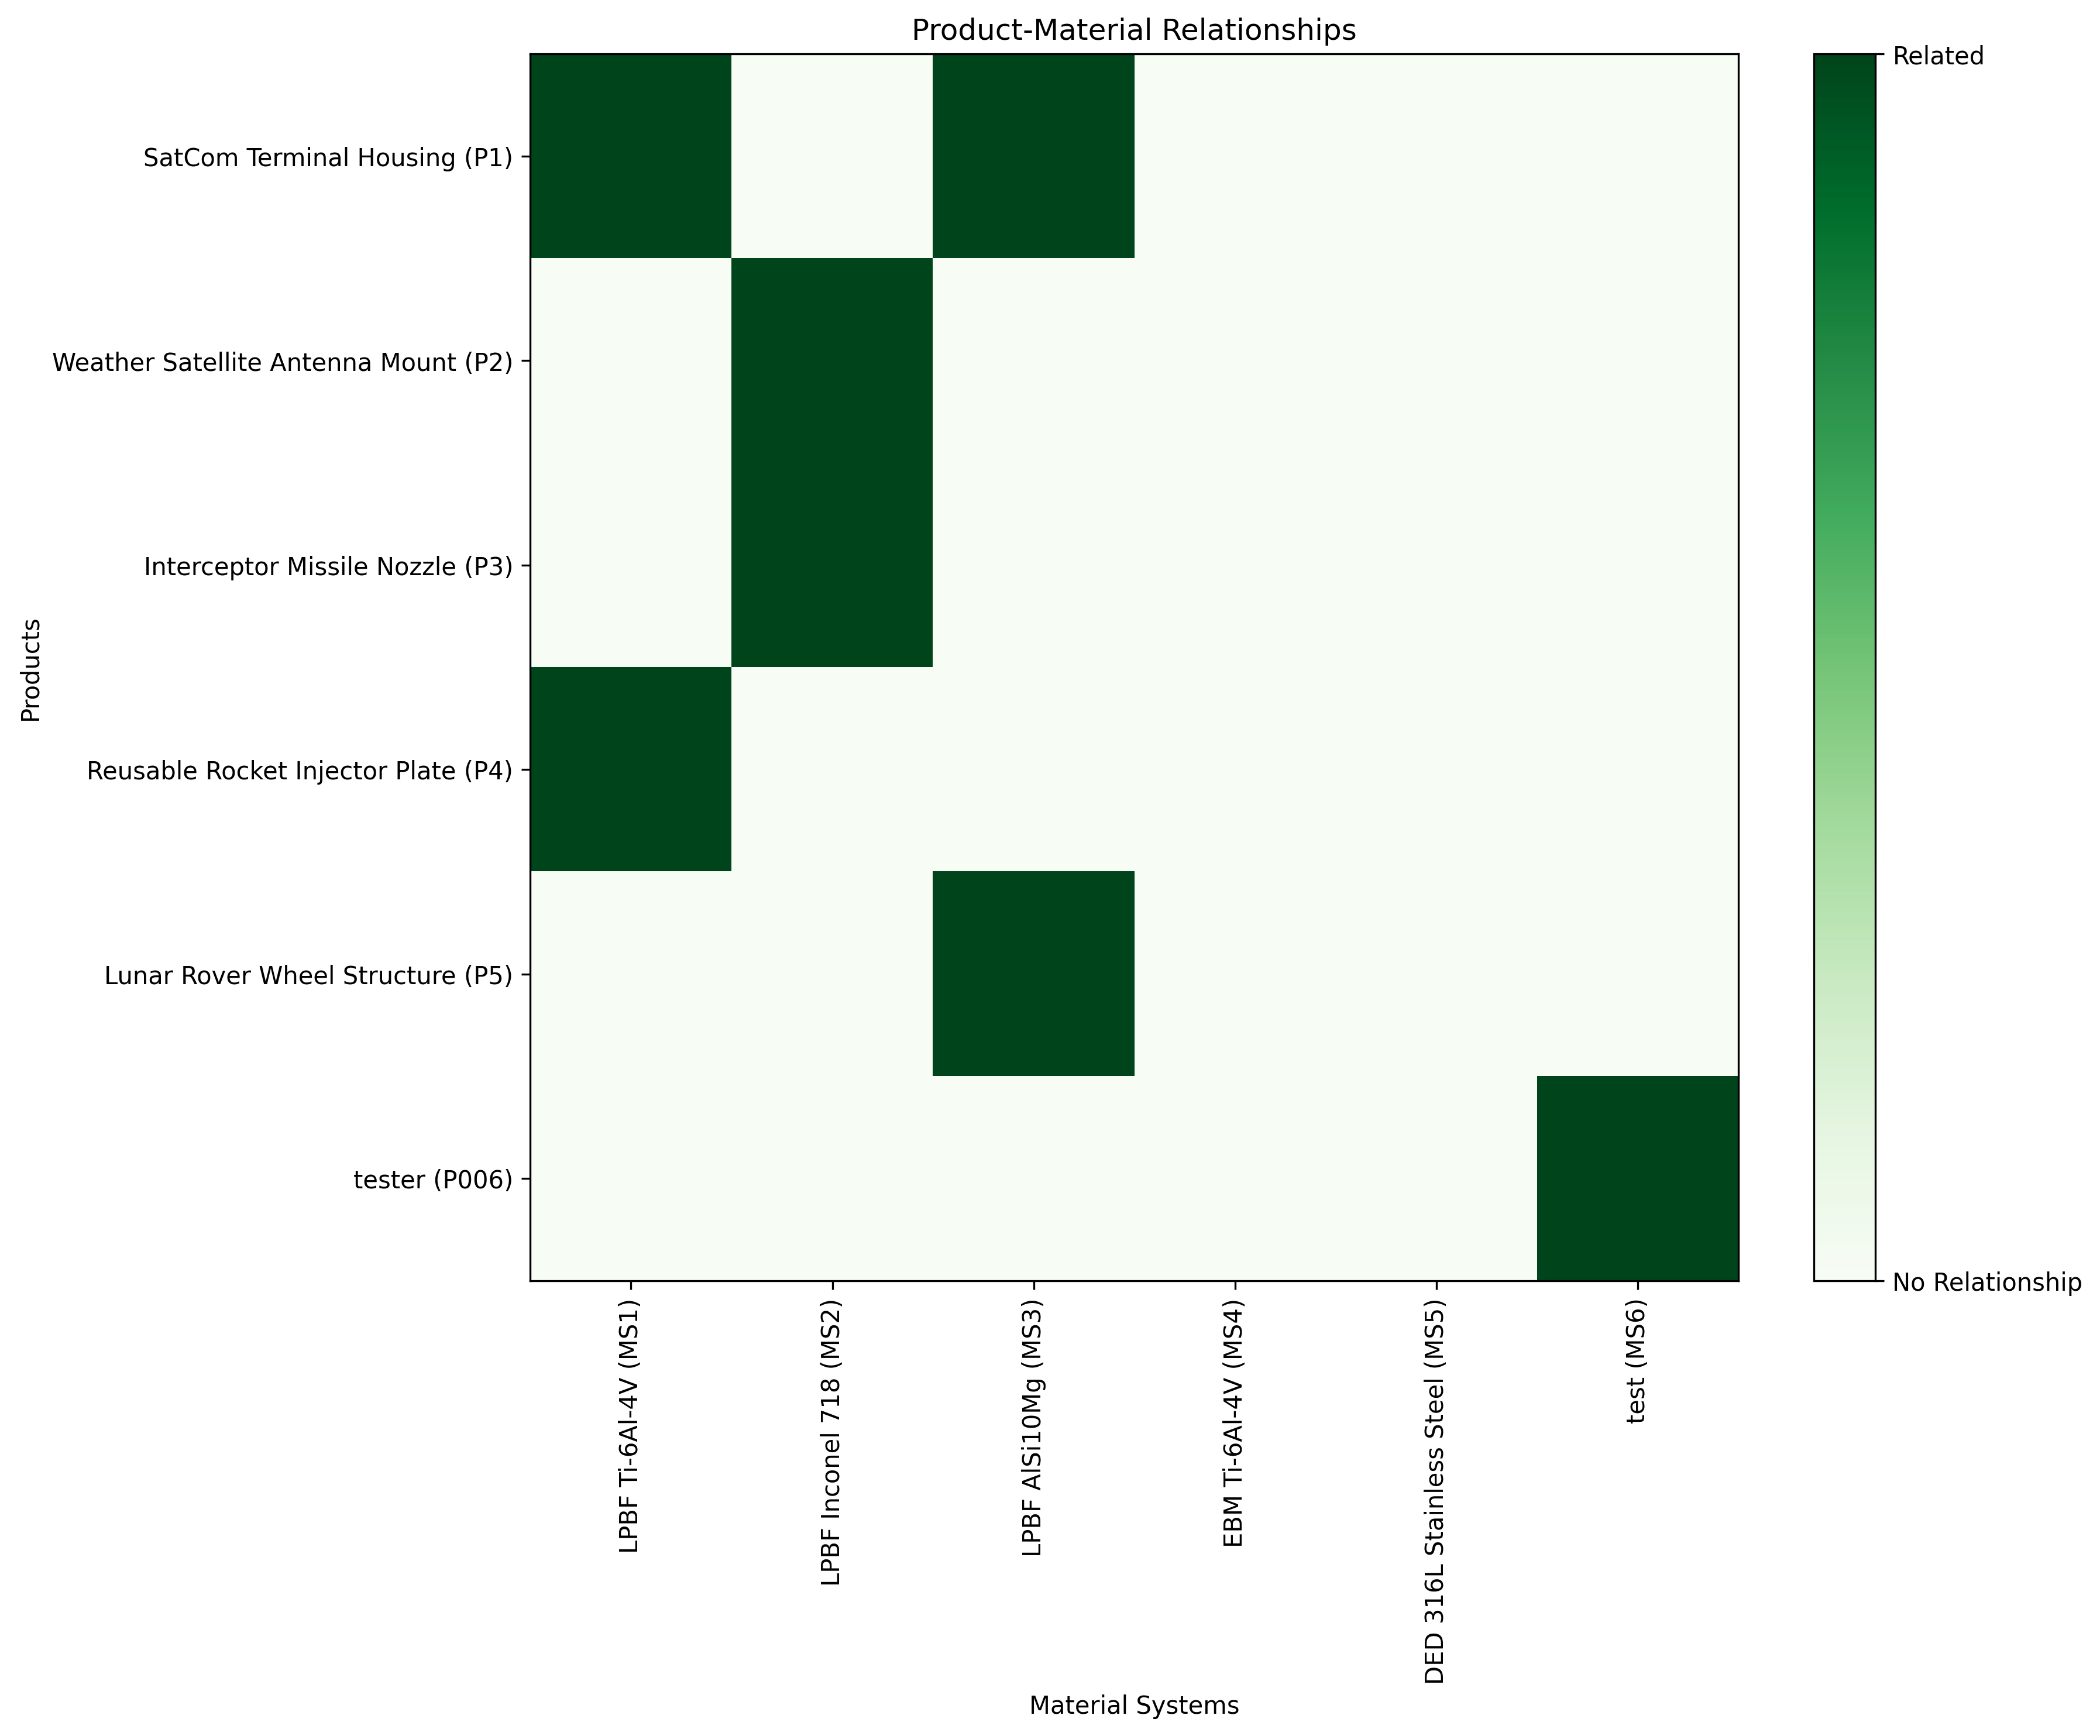 Product-Material Relationships
Related
SatCom Terminal Housing (P1)
Weather Satellite Antenna Mount (P2)
Interceptor Missile Nozzle (P3)
Products
Reusable Rocket Injector Plate (P4)
Lunar Rover Wheel Structure (P5)
tester (P006)
No Relationship
LPBF Ti-6Al-4V (MS1)
LPBF Inconel 718 (MS2)
LPBF AlSi10Mg (MS3)
EBM Ti-6Al-4V (MS4)
DED 316L Stainless Steel (MS5)
test (MS6)
Material Systems